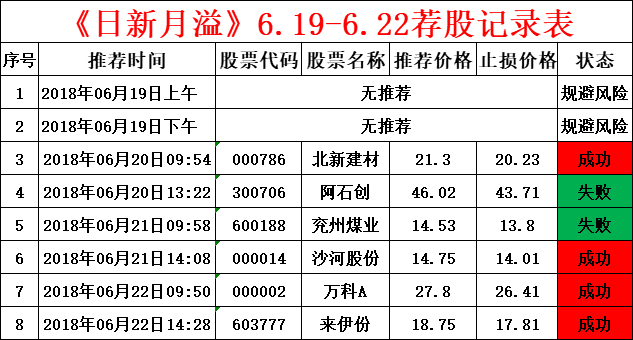 《日新月溢》6.19-6.22荐股记录表
序号 推荐时间 股票代码 股票名称 推荐价格 止损价格 状态
1 2018年06月19日上午 无推荐 规避风险
2 2018年06月19日下午 无推荐 规避风险
3 2018年06月20日09:54 000786 北新建材 21.3 20.23 成功
4 2018年06月20日13:22 300706 阿石创 46.02 43.71 失败
5 2018年06月21日09:58 600188 兖州煤业 14.53 13.8 失败
6 2018年06月21日14:08 000014 沙河股份 14.75 14.01 成功
7 2018年06月22日09:50 000002 万科A 27.8 26.41 成功
8 2018年06月22日14:28 603777 来伊份 18.75 17.81 成功